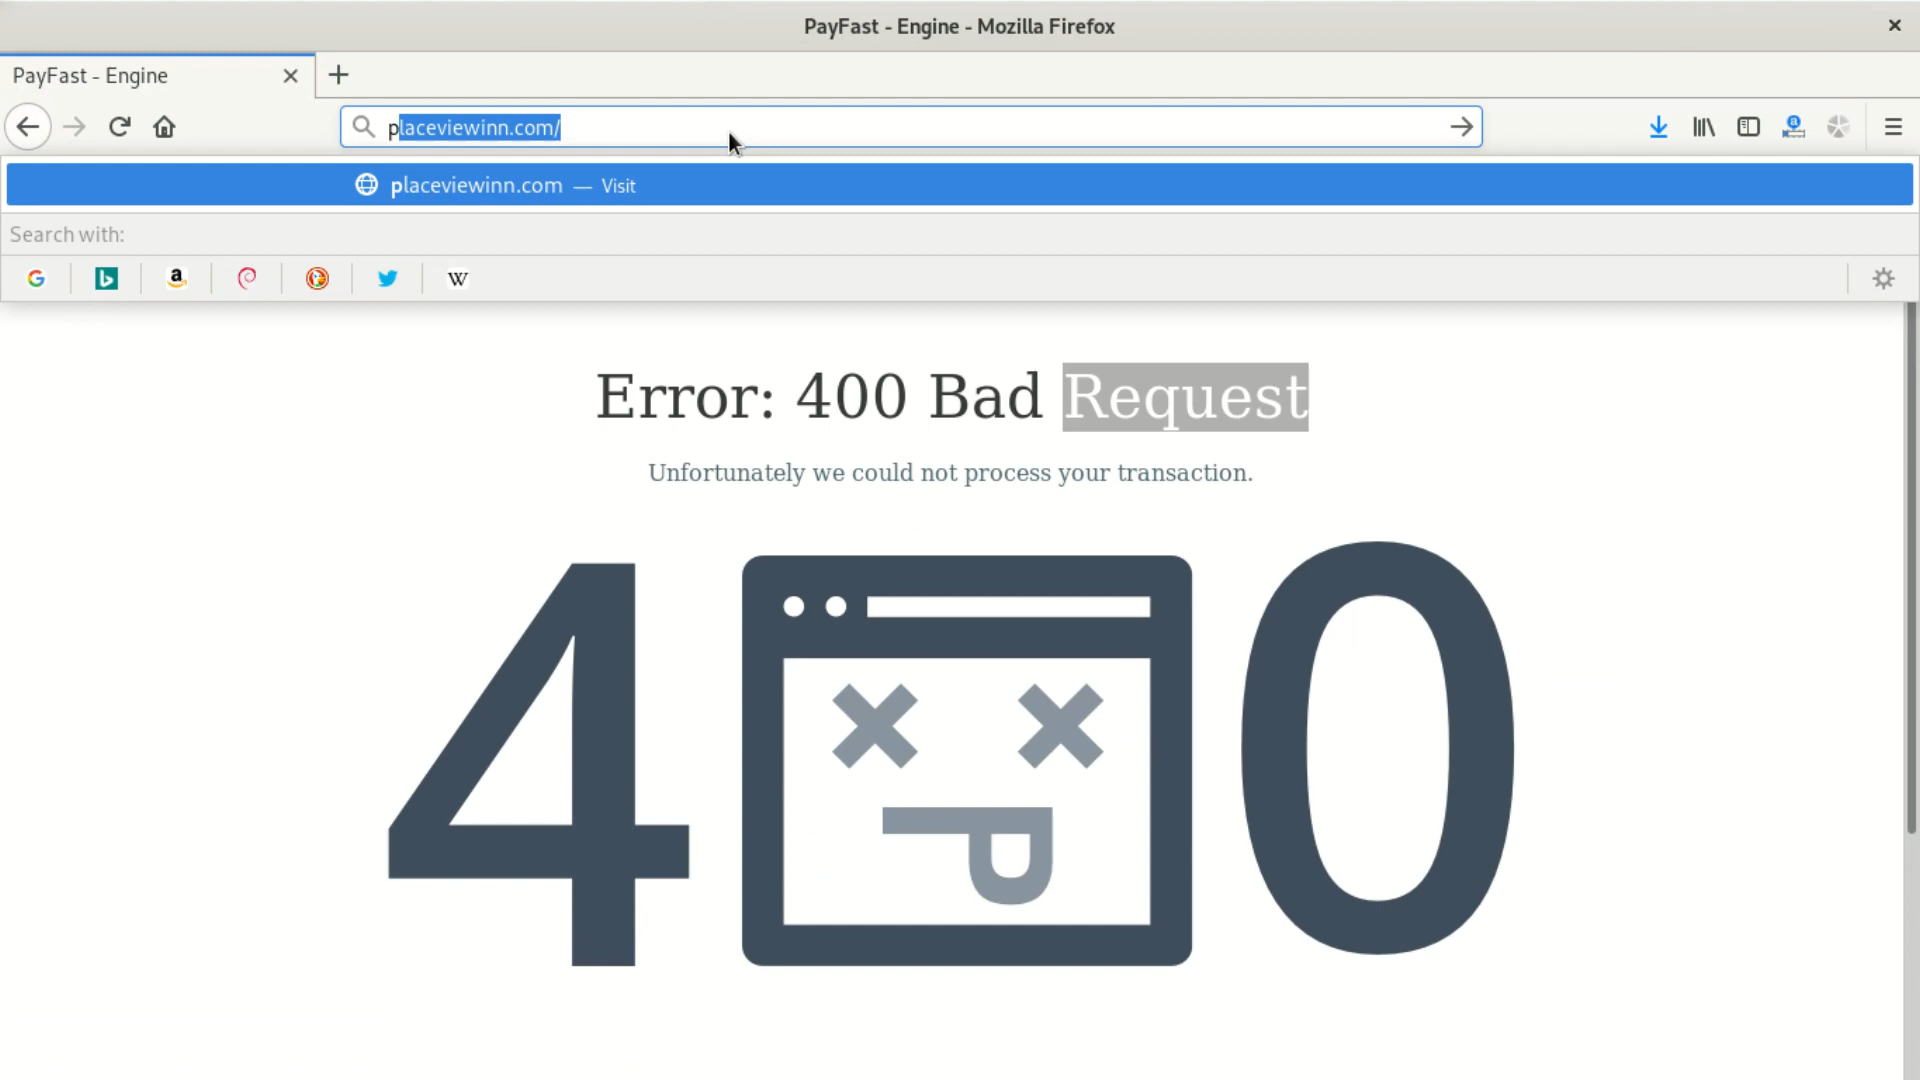 PayFast - Engine - Mozilla Firefox
PayFast - Engine
placeviewinn.com/
placeviewinn.com — Visit
Search with:
Error: 400 Bad Request
Unfortunately we could not process your transaction.
4 0